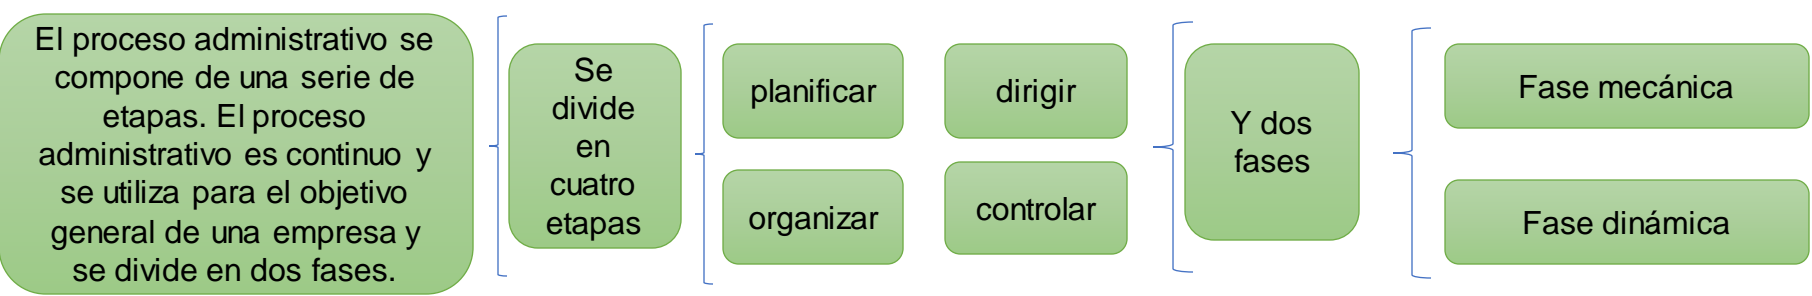 El proceso administrativo se
compone de una serie de
etapas. El proceso
administrativo es continuo y
se utiliza para el objetivo
general de una empresa y
se divide en dos fases.
Se
divide
en
cuatro
etapas
planificar
dirigir
organizar
controlar
Y dos
fases
Fase mecánica
Fase dinámica